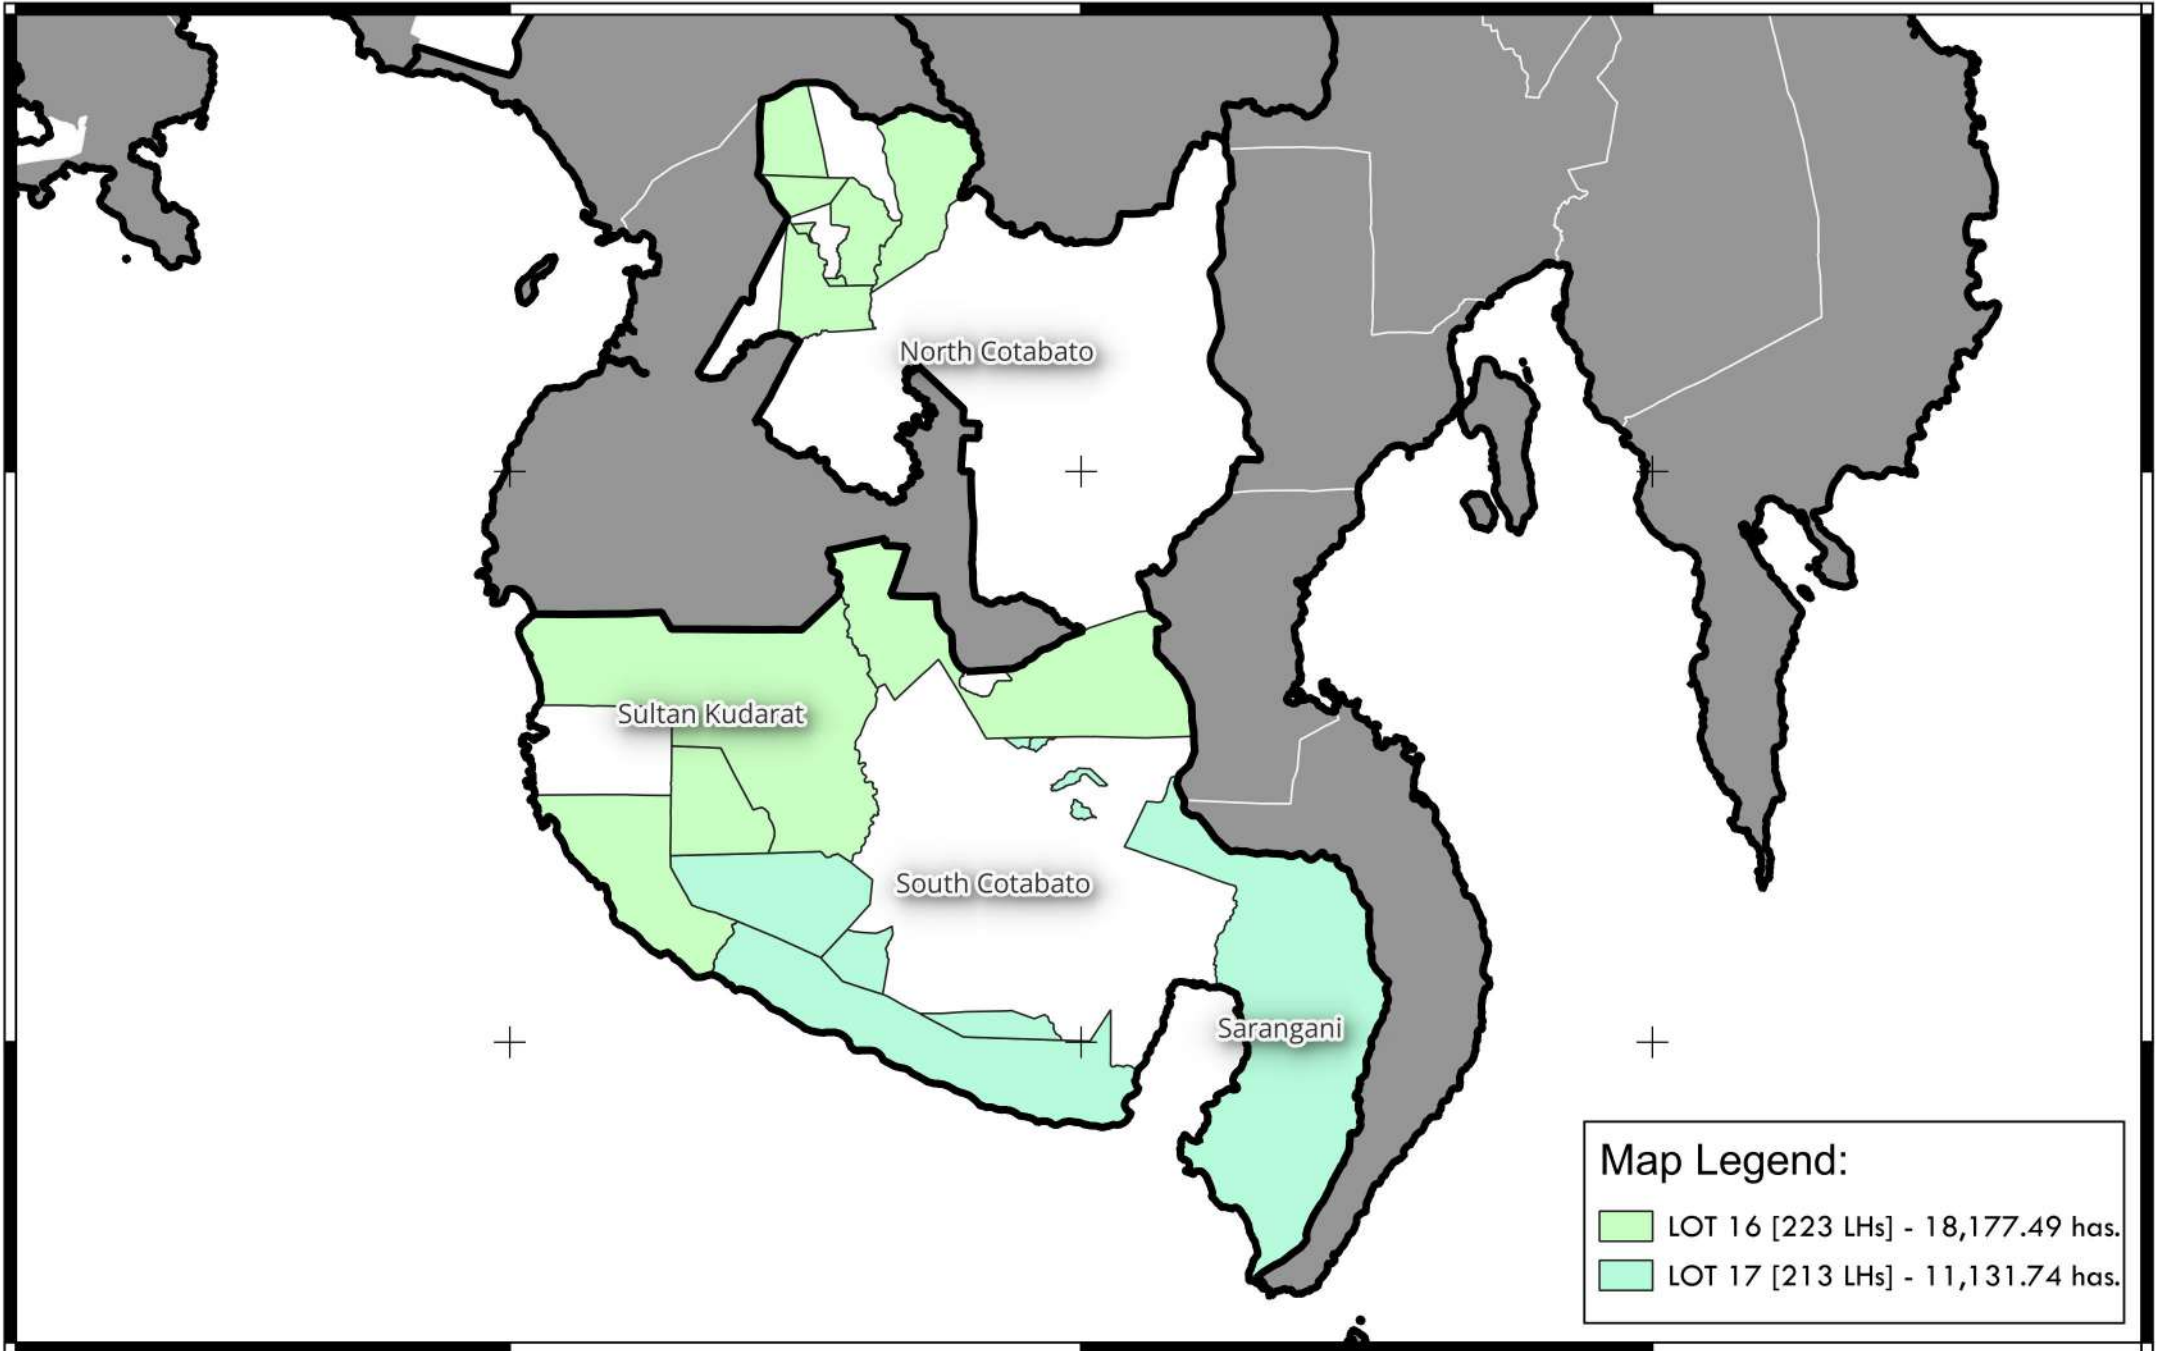 North Cotabato
Sultan Kudarat
South Cotabato
Sarangani
Map Legend:
LOT 16 [223 LHs] - 18,177.49 has.
LOT 17 [213 LHs] - 11,131.74 has.